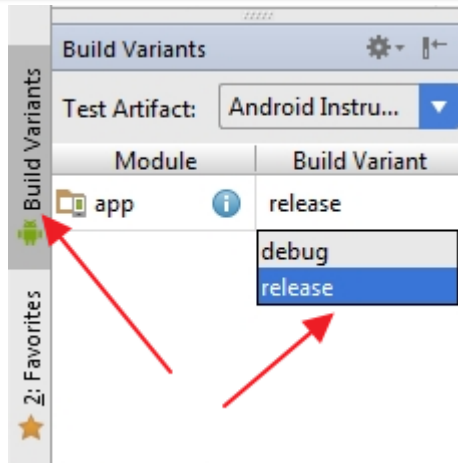 Build Variants
Test Artifact: Android Instru...
Module Build Variant
app release
debug
release
Build Variants
2: Favorites